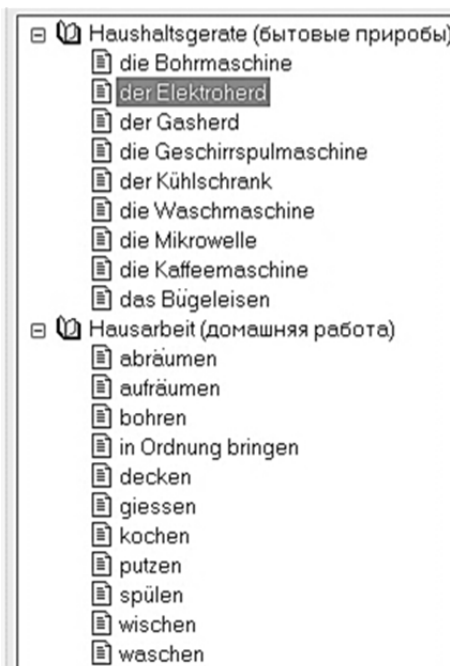 Haushaltsgerate (бытовые приробы)
die Bohrmaschine
der Elektroherd
der Gasherd
die Geschirrspulmaschine
der Kühlschrank
die Waschmaschine
die Mikrowelle
die Kaffeemaschine
das Bügeleisen
Hausarbeit (домашняя работа)
abräumen
aufräumen
bohren
in Ordnung bringen
decken
giessen
kochen
putzen
spülen
wischen
waschen